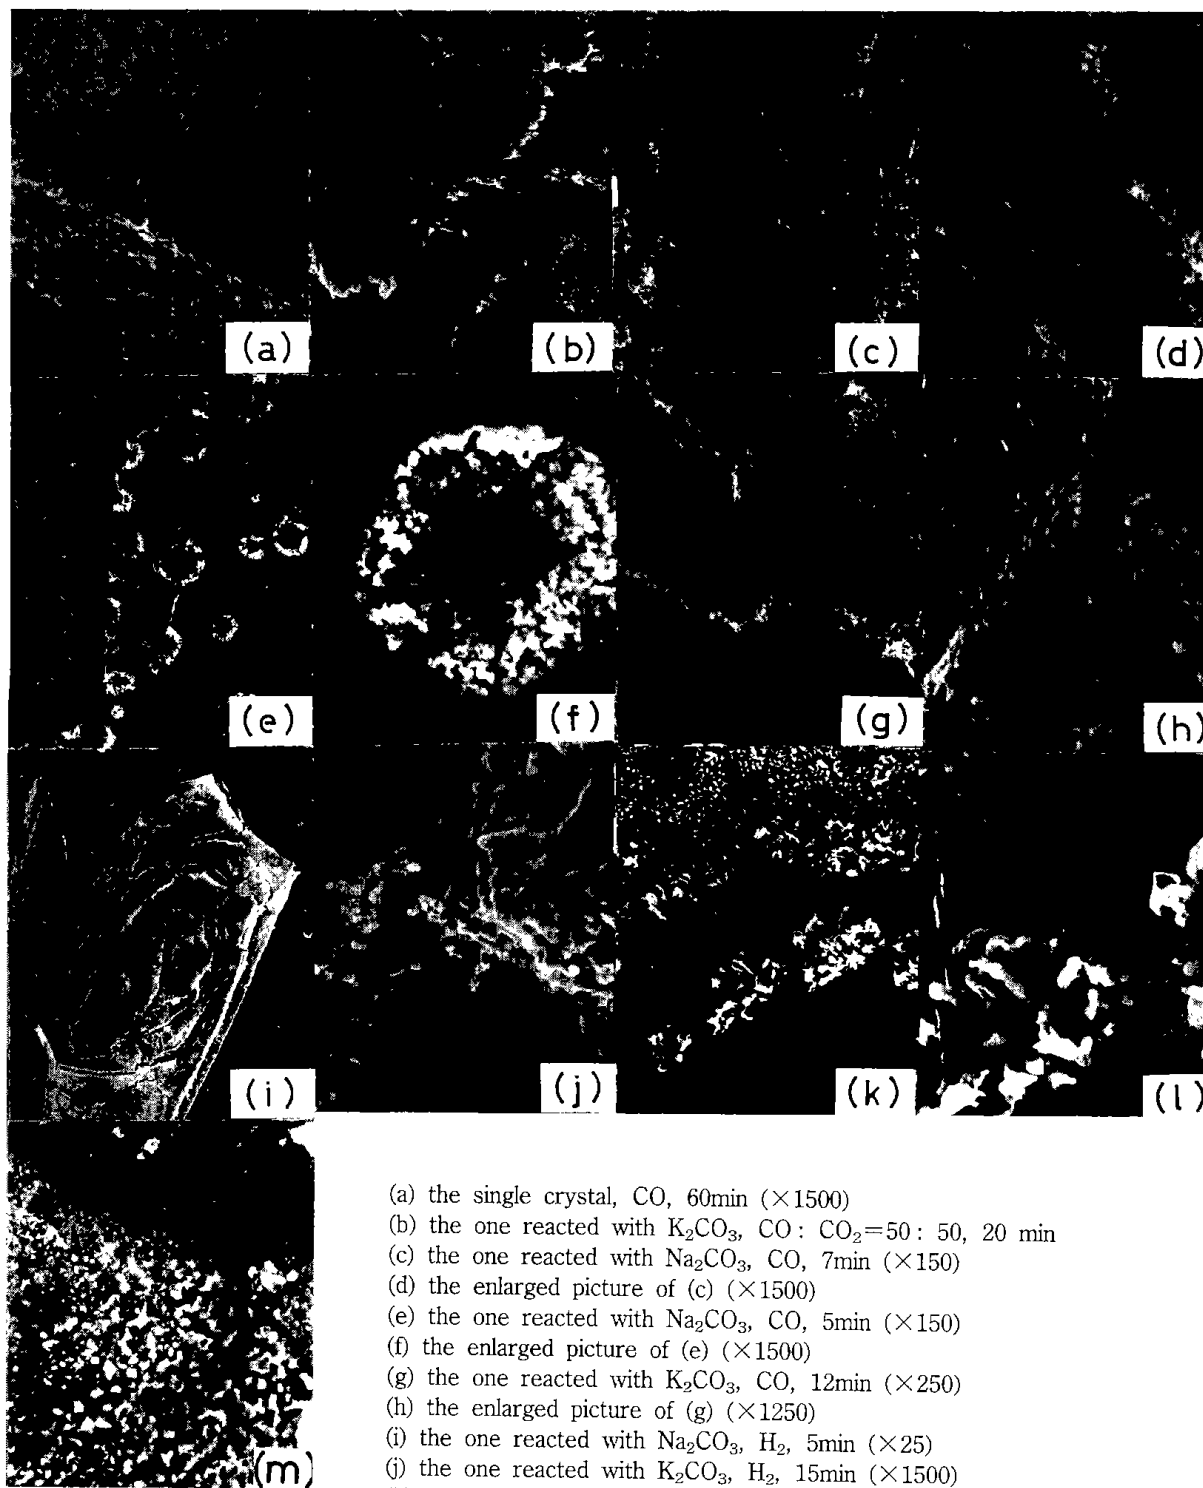 (a) (b) (c) (d)
(e) (f) (g) (h)
(i) (j) (k) (l)
(m)
(a) the single crystal, CO, 60min (×1500)
(b) the one reacted with K₂CO₃, CO : CO₂=50 : 50, 20 min
(c) the one reacted with Na₂CO₃, CO, 7min (×150)
(d) the enlarged picture of (c) (×1500)
(e) the one reacted with Na₂CO₃, CO, 5min (×150)
(f) the enlarged picture of (e) (×1500)
(g) the one reacted with K₂CO₃, CO, 12min (×250)
(h) the enlarged picture of (g) (×1250)
(i) the one reacted with Na₂CO₃, H₂, 5min (×25)
(j) the one reacted with K₂CO₃, H₂, 15min (×1500)